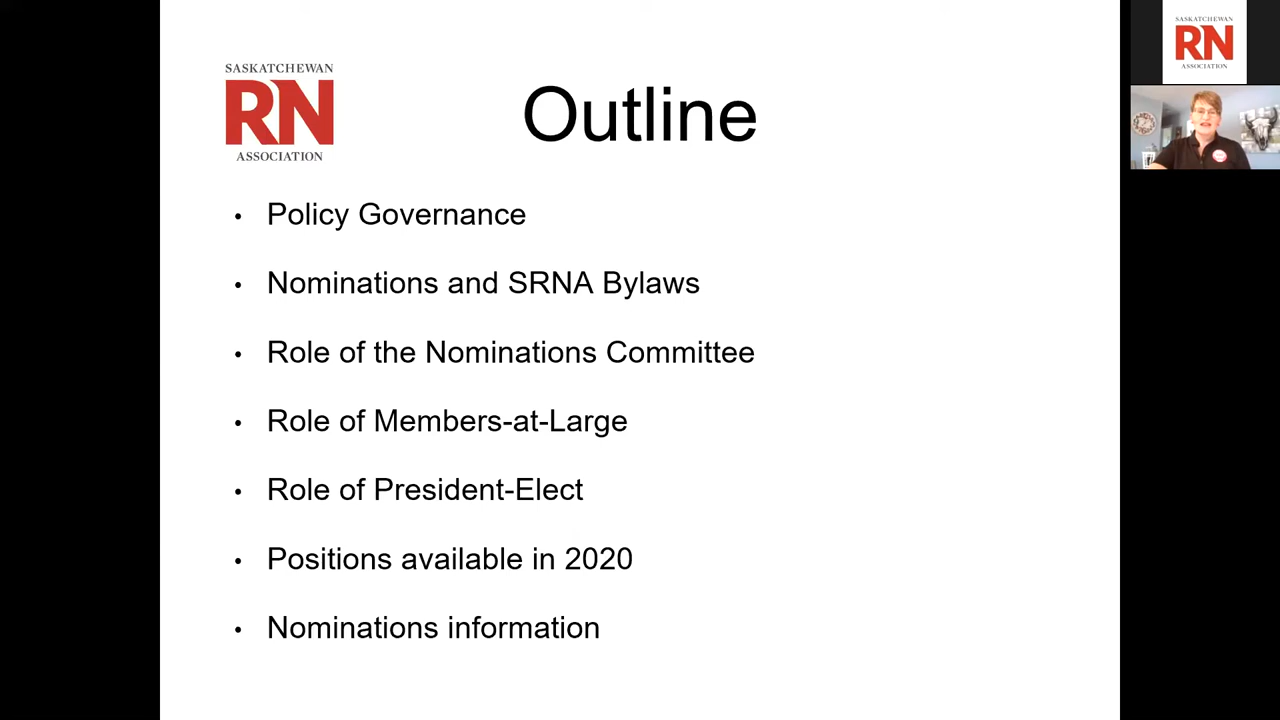 SASKATCHEWAN
RN
ASSOCIATION
Outline
• Policy Governance
• Nominations and SRNA Bylaws
• Role of the Nominations Committee
• Role of Members-at-Large
• Role of President-Elect
• Positions available in 2020
• Nominations information
SASKATCHEWAN
RN
ASSOCIATION